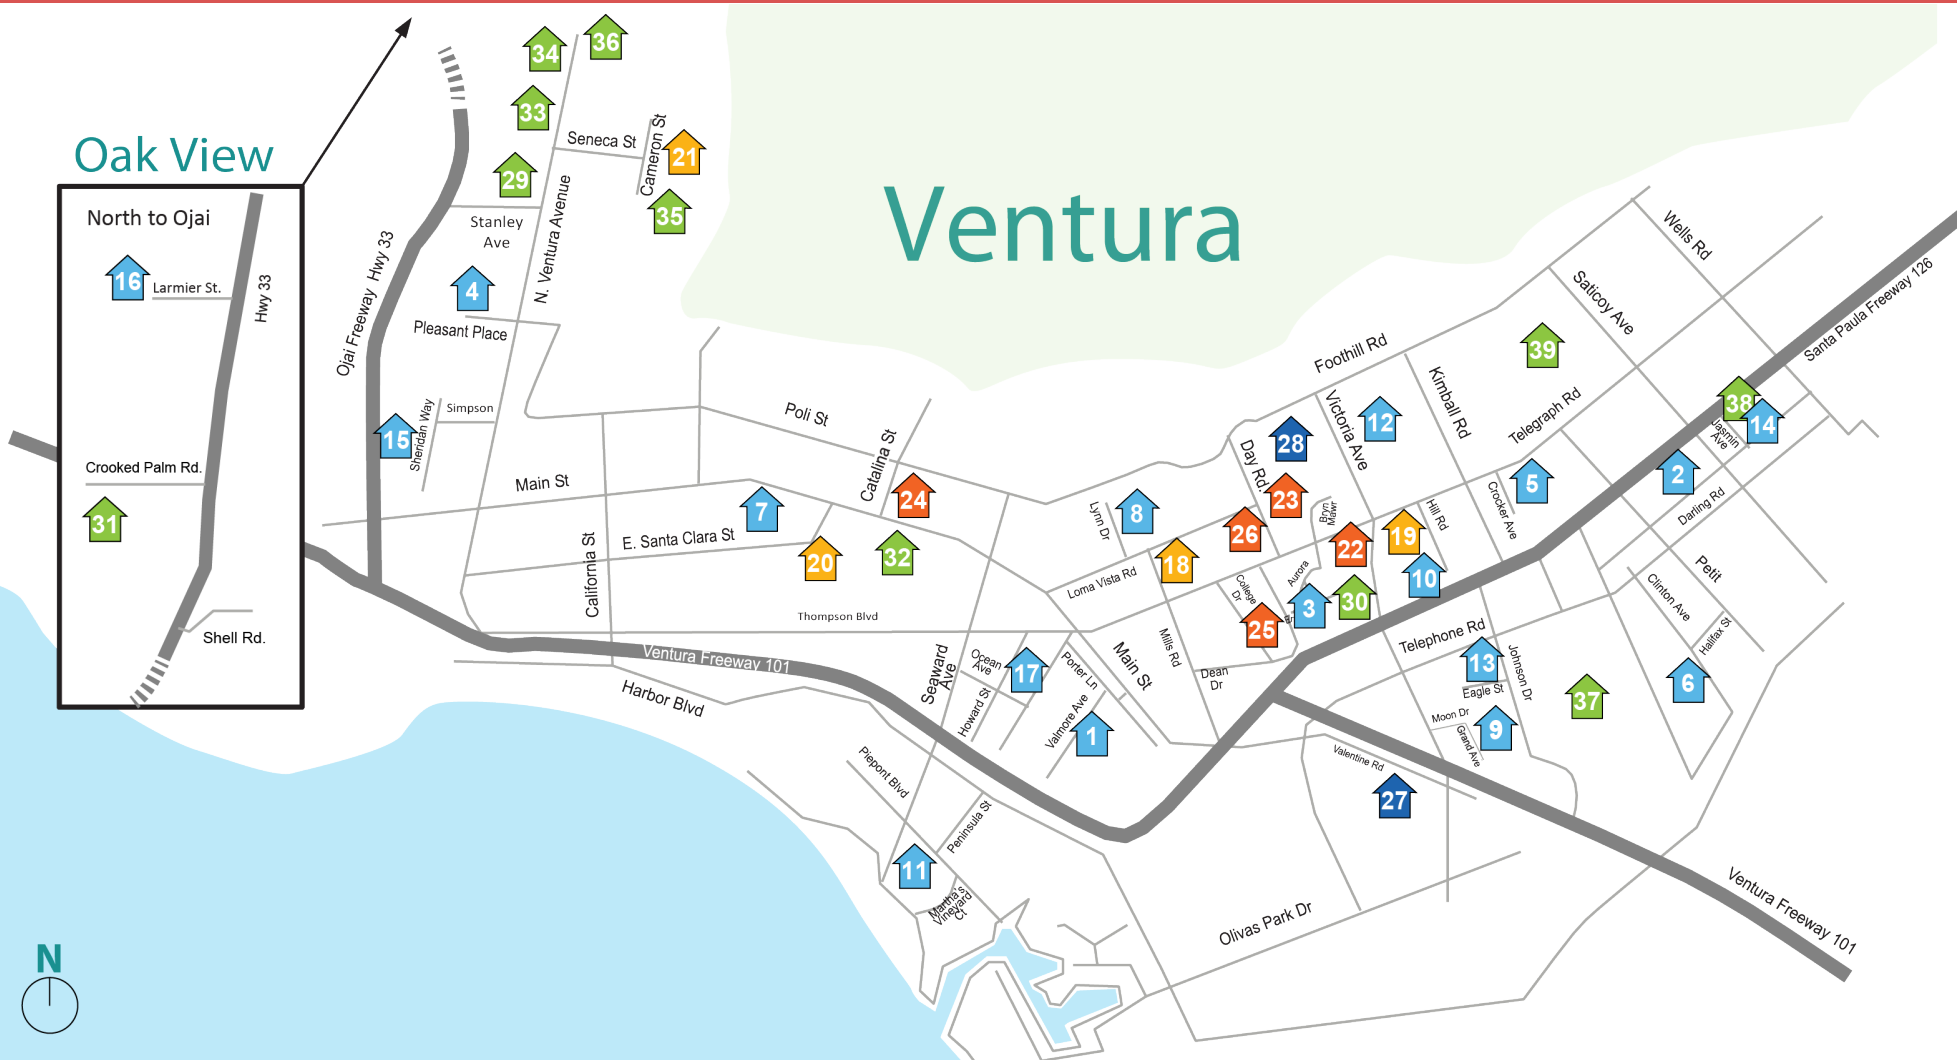 Oak View
North to Ojai
16
Larmier St.
Hwy 33
Crooked Palm Rd.
31
Shell Rd.
N
Ventura
34
36
33
Seneca St
Cameron St
21
29
35
Stanley
Ave
N. Ventura Avenue
Ojai Freeway Hwy 33
4
Pleasant Place
Simpson
Sheridan Way
15
Main St
Poli St
Catalina St
24
7
E. Santa Clara St
20
32
California St
Thompson Blvd
Ventura Freeway 101
Harbor Blvd
Seaward
Ave
Ocean
Ave
17
Howard St
Porter Ln
Valmore Ave
1
Main St
Piepont Blvd
Peninsula St
11
Martha's
Vineyard
Ct
Lynn Dr
8
Loma Vista Rd
18
Mills Rd
Dean
Dr
College
Dr
25
26
23
28
Day Rd.
Victoria Ave
12
Foothill Rd
Kimball Rd
39
Saticoy Ave
Wells Rd
Santa Paula Freeway 126
Telegraph Rd
38
14
Jasmin
Ave
2
Darling Rd
5
Crocker Ave
Hill Rd
19
10
Bryn
Mawr
22
Aurora
3
30
Telephone Rd
13
Eagle St
Johnson Dr
Moon Dr
9
Grand Ave
Valentine Rd
27
37
Petit
Clinton Ave
Halifax St
6
Olivas Park Dr
Ventura Freeway 101